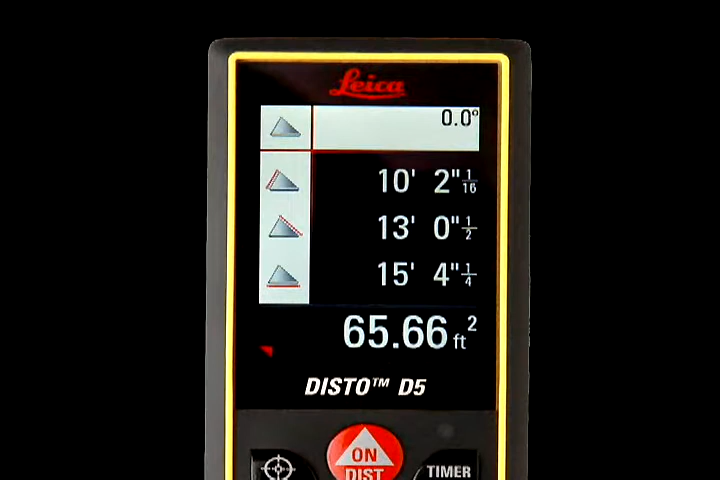 Leica
0.0°
10' 2" 1/16
13' 0" 1/2
15' 4" 1/4
65.66 ft²
DISTO™ D5
ON
DIST
TIMER